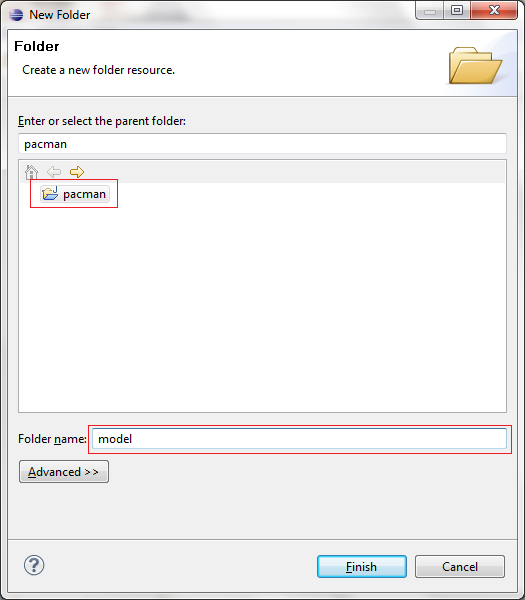 New Folder
Folder
Create a new folder resource.
Enter or select the parent folder:
pacman
pacman
Folder name: model
Advanced >>
? Finish Cancel